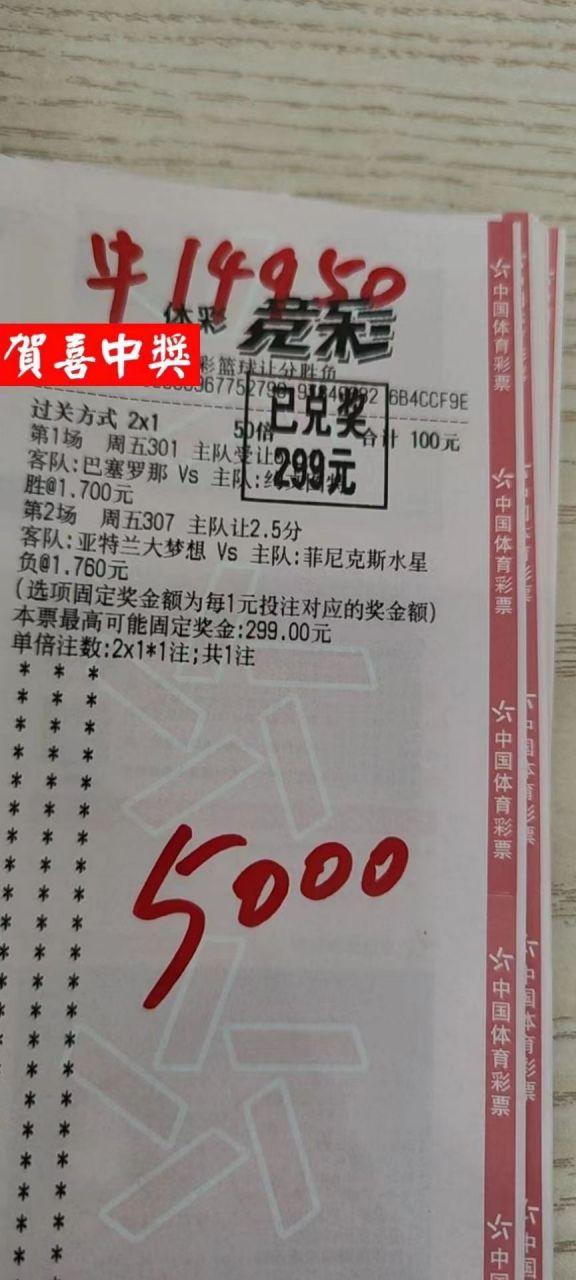 牛14950
体彩 竞彩
賀喜中獎
彩篮球让分胜负
6B4CCF9E
过关方式 2x1 50倍 合计 100元
已兑奖
299元
第1场 周五301 主队受让
客队:巴塞罗那 Vs 主队:
胜@1.700元
第2场 周五307 主队让2.5分
客队:亚特兰大梦想 Vs 主队:菲尼克斯水星
负@1.760元
(选项固定奖金额为每1元投注对应的奖金额)
本票最高可能固定奖金:299.00元
单倍注数:2x1*1注;共1注
5000
中国体育彩票
中国体育彩票
中国体育彩票
中国体育彩票
中国